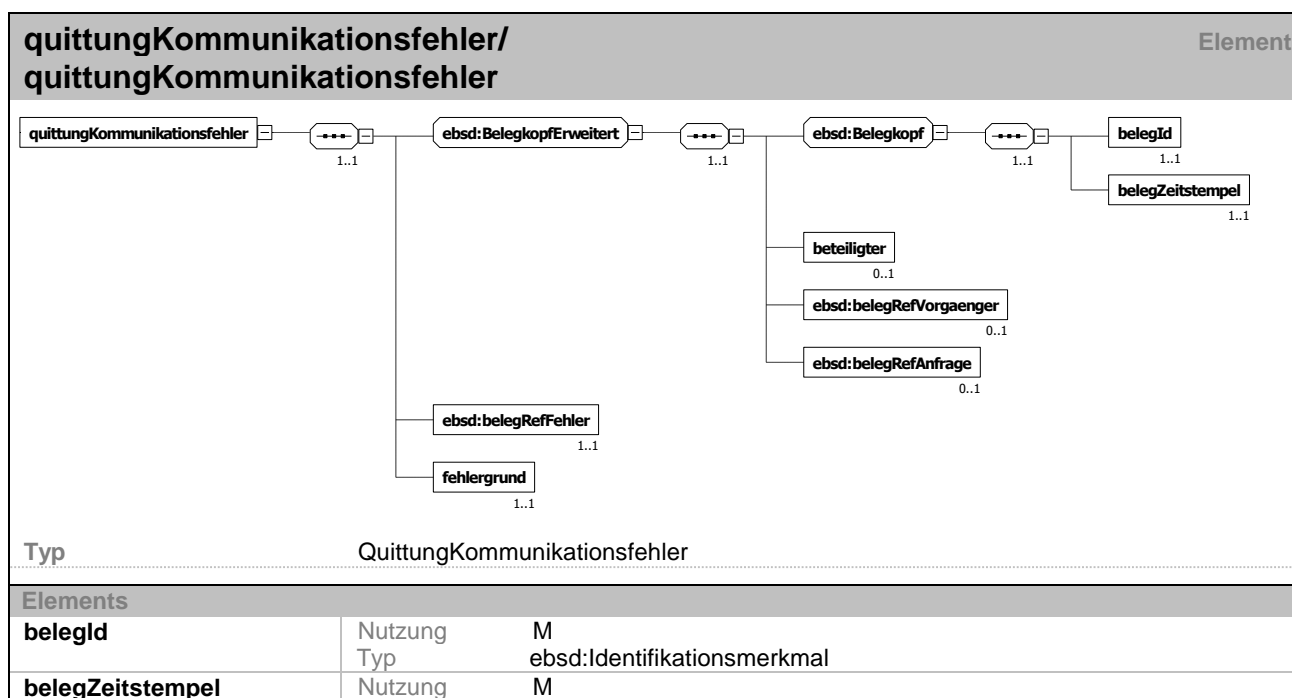 quittungKommunikationsfehler/ Element
quittungKommunikationsfehler
quittungKommunikationsfehler 1..1 ebsd:BelegkopfErweitert 1..1 ebsd:Belegkopf 1..1 belegId 1..1
belegZeitstempel
1..1
beteiligter
0..1
ebsd:belegRefVorgaenger
0..1
ebsd:belegRefAnfrage
0..1
ebsd:belegRefFehler
1..1
fehlergrund
1..1
Typ QuittungKommunikationsfehler
Elements
belegId Nutzung M
Typ ebsd:Identifikationsmerkmal
belegZeitstempel Nutzung M